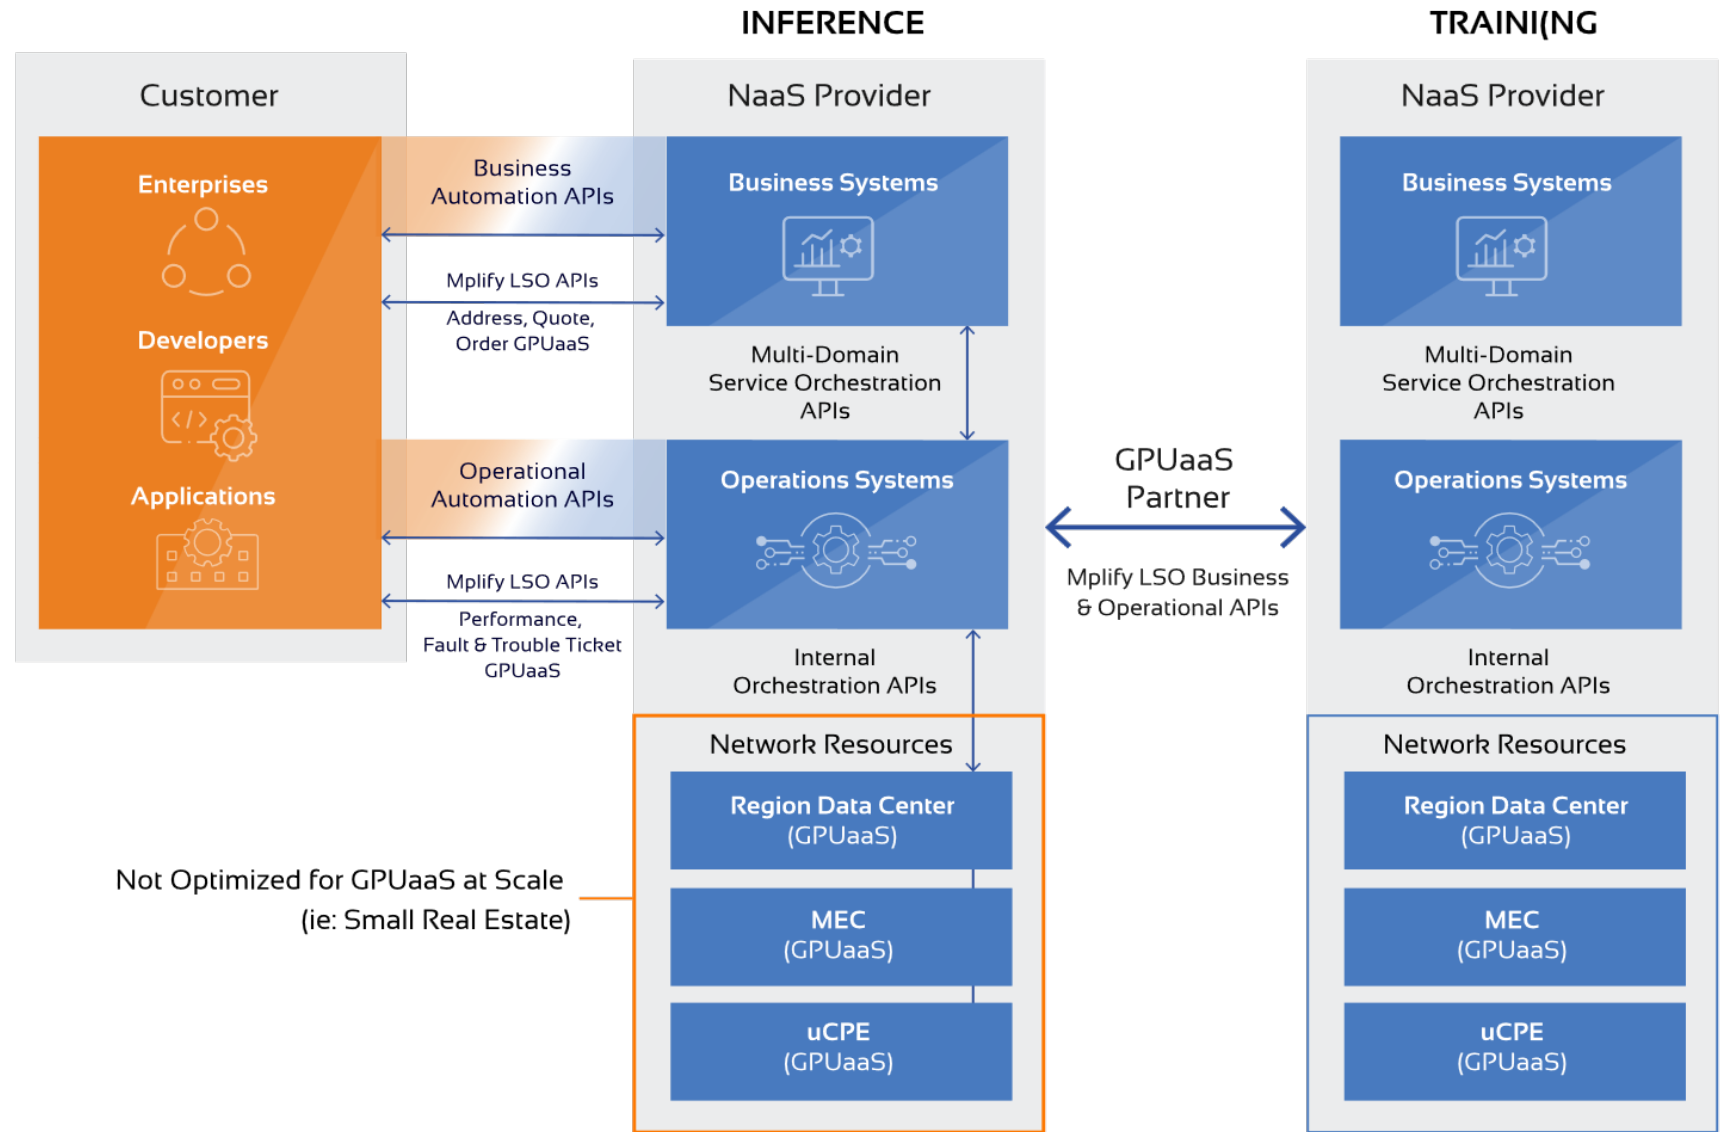 INFERENCE
TRAINI(NG
Customer
Enterprises
Developers
Applications
Business
Automation APIs
Mplify LSO APIs
Address, Quote,
Order GPUaaS
Operational
Automation APIs
Mplify LSO APIs
Performance,
Fault & Trouble Ticket
GPUaaS
NaaS Provider
Business Systems
Multi-Domain
Service Orchestration
APIs
Operations Systems
Internal
Orchestration APIs
Network Resources
Region Data Center
(GPUaaS)
MEC
(GPUaaS)
uCPE
(GPUaaS)
Not Optimized for GPUaaS at Scale
(ie: Small Real Estate)
GPUaaS
Partner
Mplify LSO Business
& Operational APIs
NaaS Provider
Business Systems
Multi-Domain
Service Orchestration
APIs
Operations Systems
Internal
Orchestration APIs
Network Resources
Region Data Center
(GPUaaS)
MEC
(GPUaaS)
uCPE
(GPUaaS)